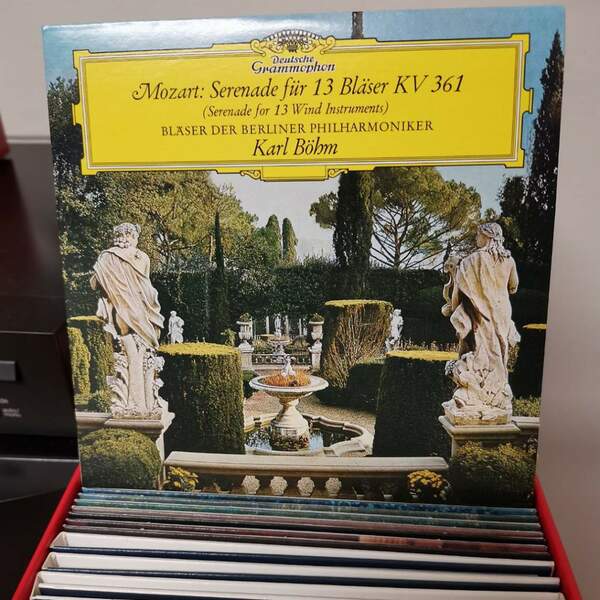 Deutsche
Grammophon
Mozart: Serenade für 13 Bläser KV 361
(Serenade for 13 Wind Instruments)
BLÄSER DER BERLINER PHILHARMONIKER
Karl Böhm